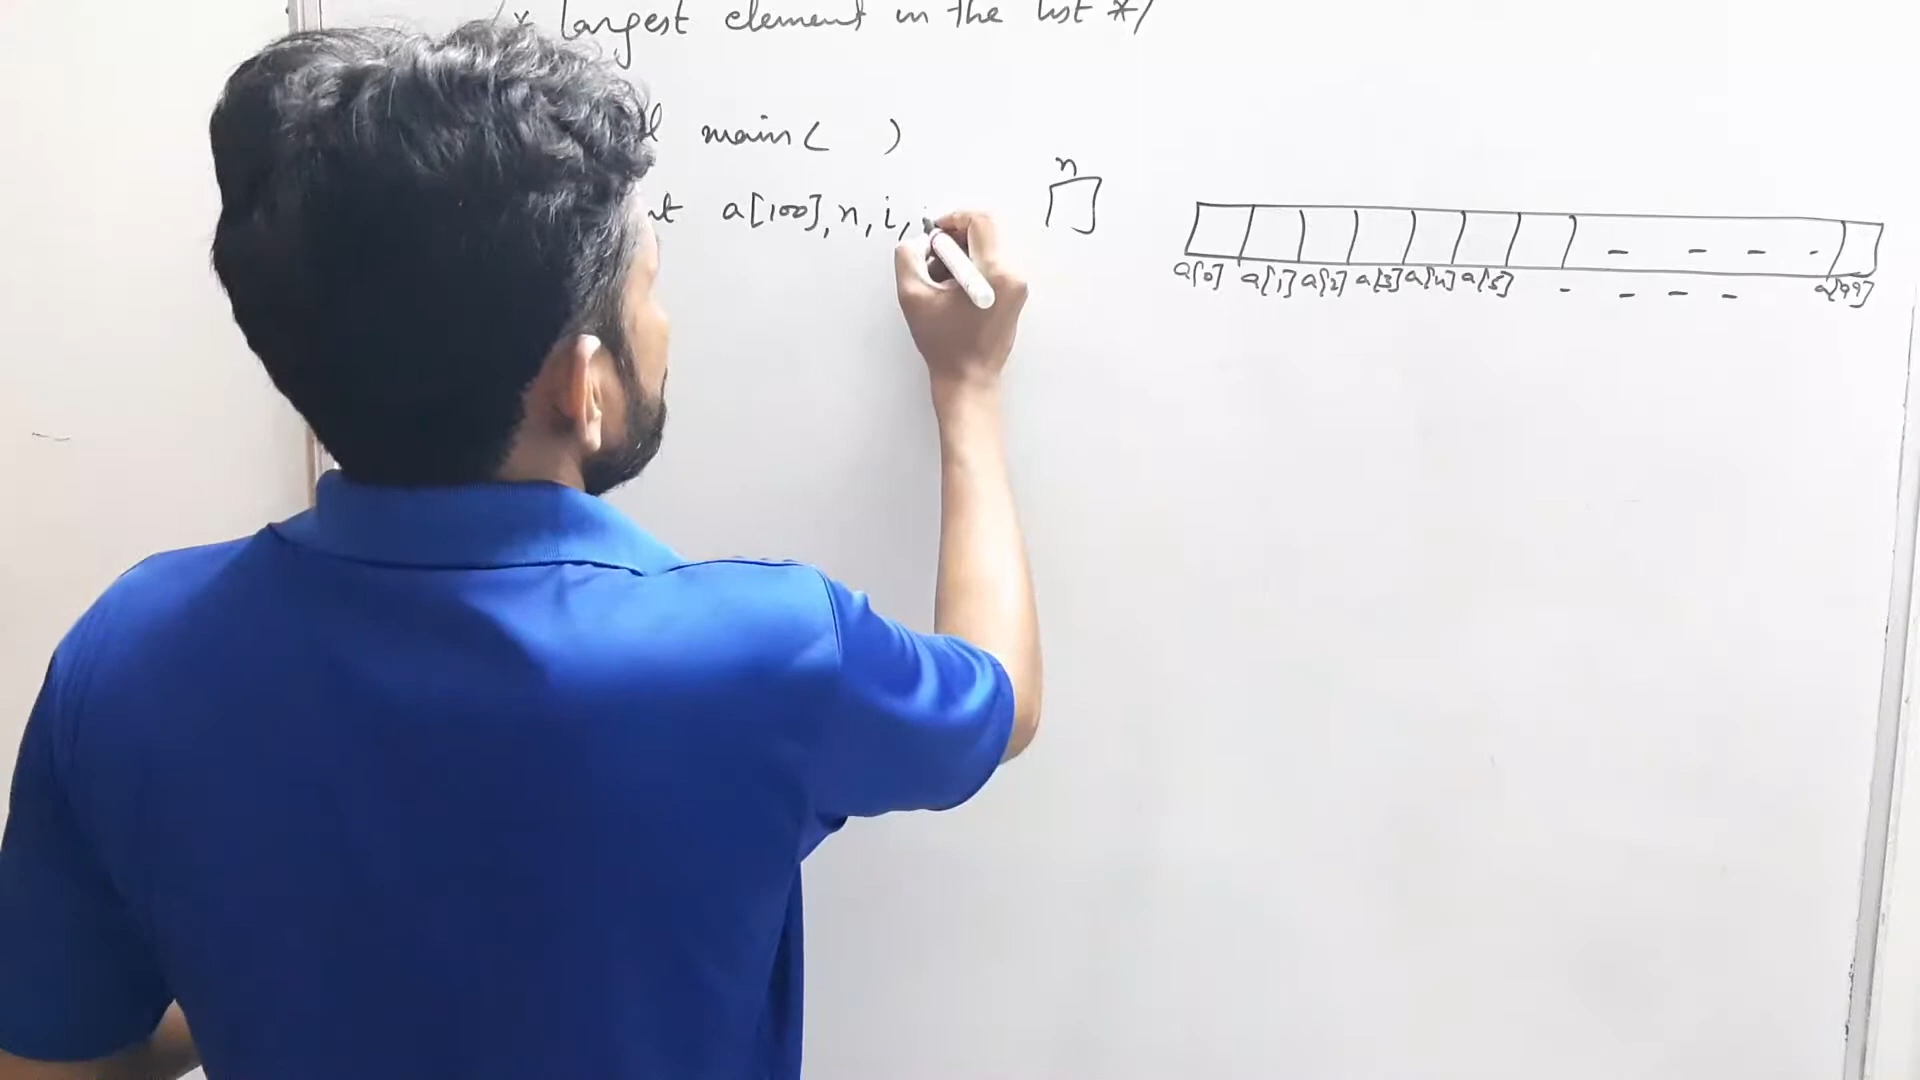 /* largest element in the list */
main( )
a[100], n, i,
n
a[0] a[1] a[2] a[3] a[4] a[5] - - - - a[99]